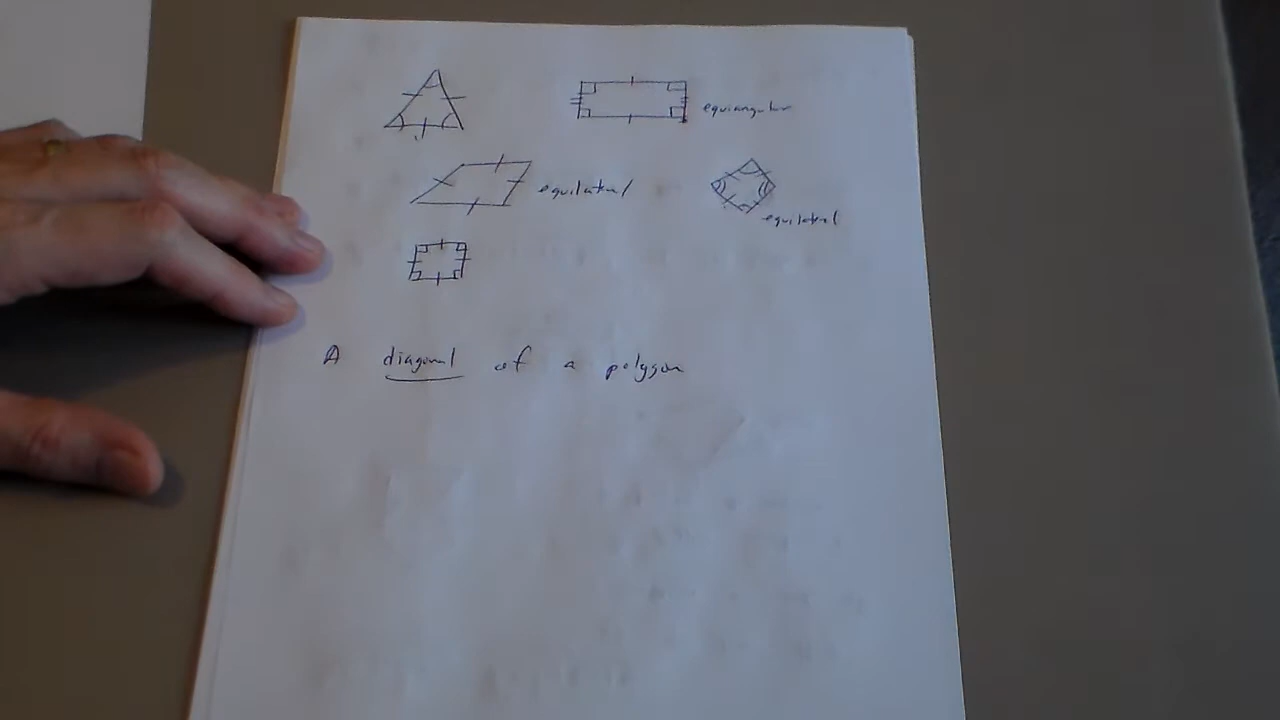 equiangular
equilateral
equilateral
A diagonal of a polygon